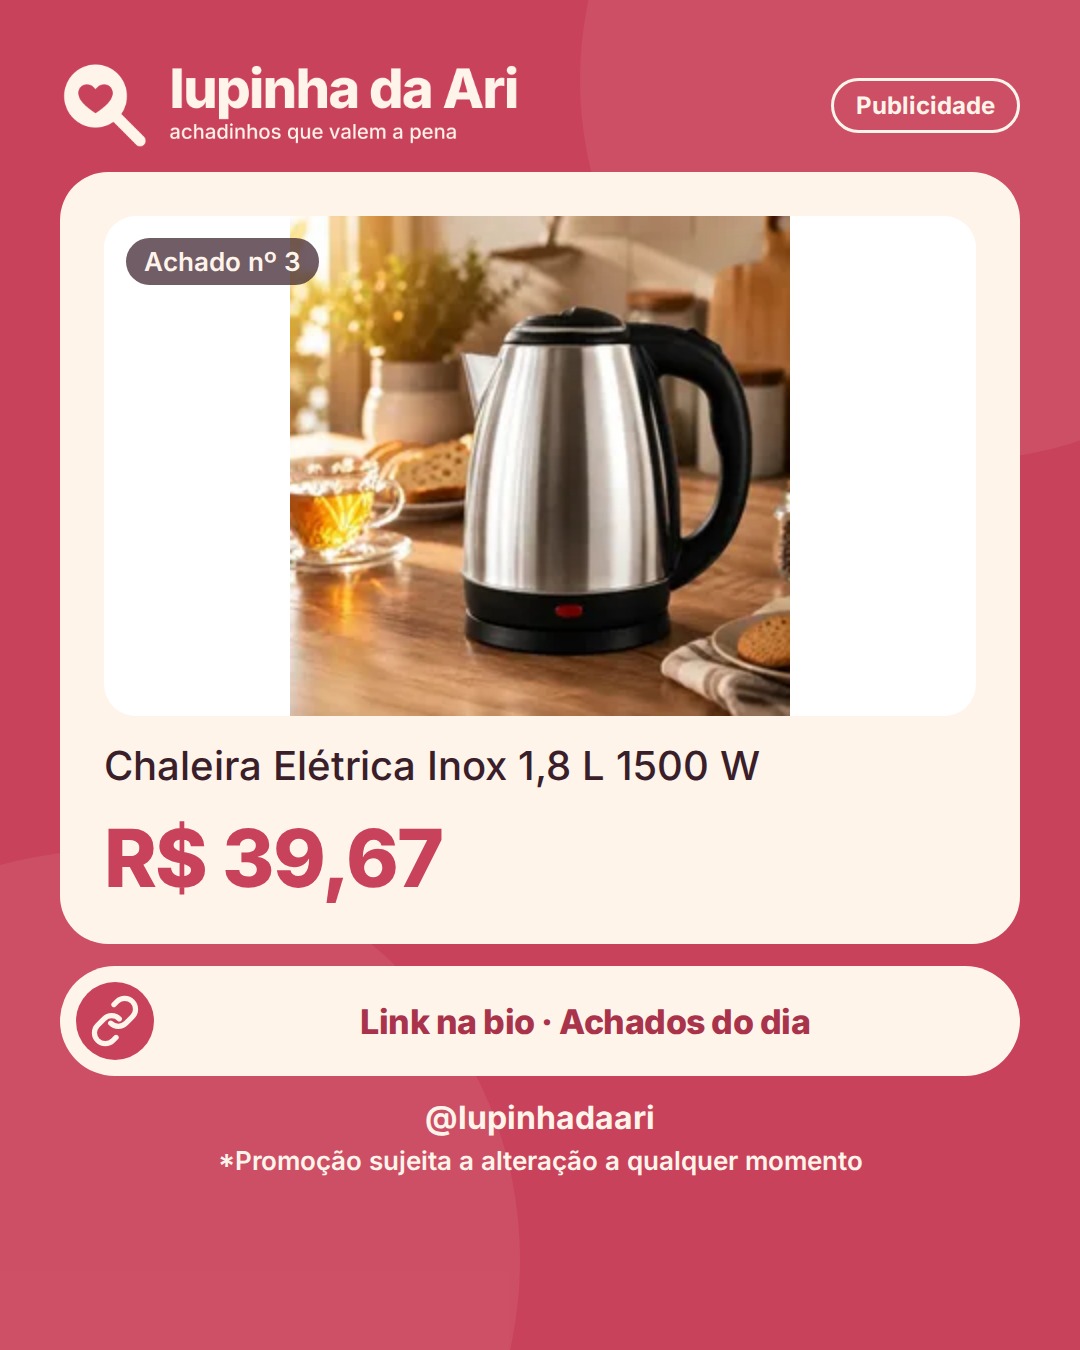 lupinha da Ari
achadinhos que valem a pena
Publicidade
Achado nº 3
Chaleira Elétrica Inox 1,8 L 1500 W
R$ 39,67
Link na bio · Achados do dia
@lupinhadaari
*Promoção sujeita a alteração a qualquer momento